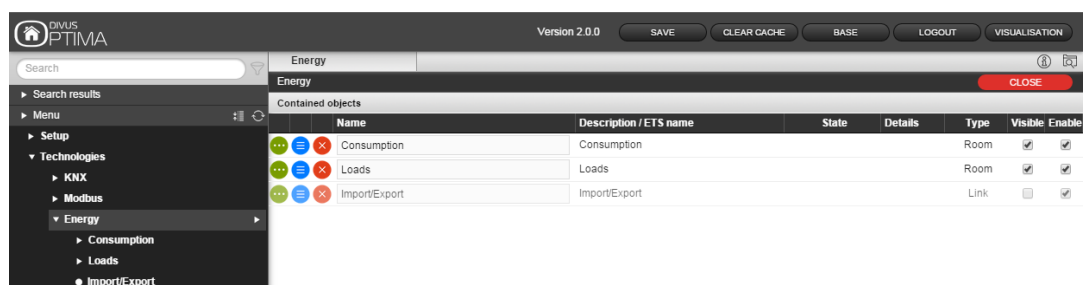 DIVUS
OPTIMA
Version 2.0.0 SAVE CLEAR CACHE BASE LOGOUT VISUALISATION
Search
Energy
Energy CLOSE
Search results
Contained objects
Menu
Name Description / ETS name State Details Type Visible Enable
Setup
Consumption Consumption Room
Technologies
Loads Loads Room
KNX
Import/Export Import/Export Link
Modbus
Energy
Consumption
Loads
Import/Export